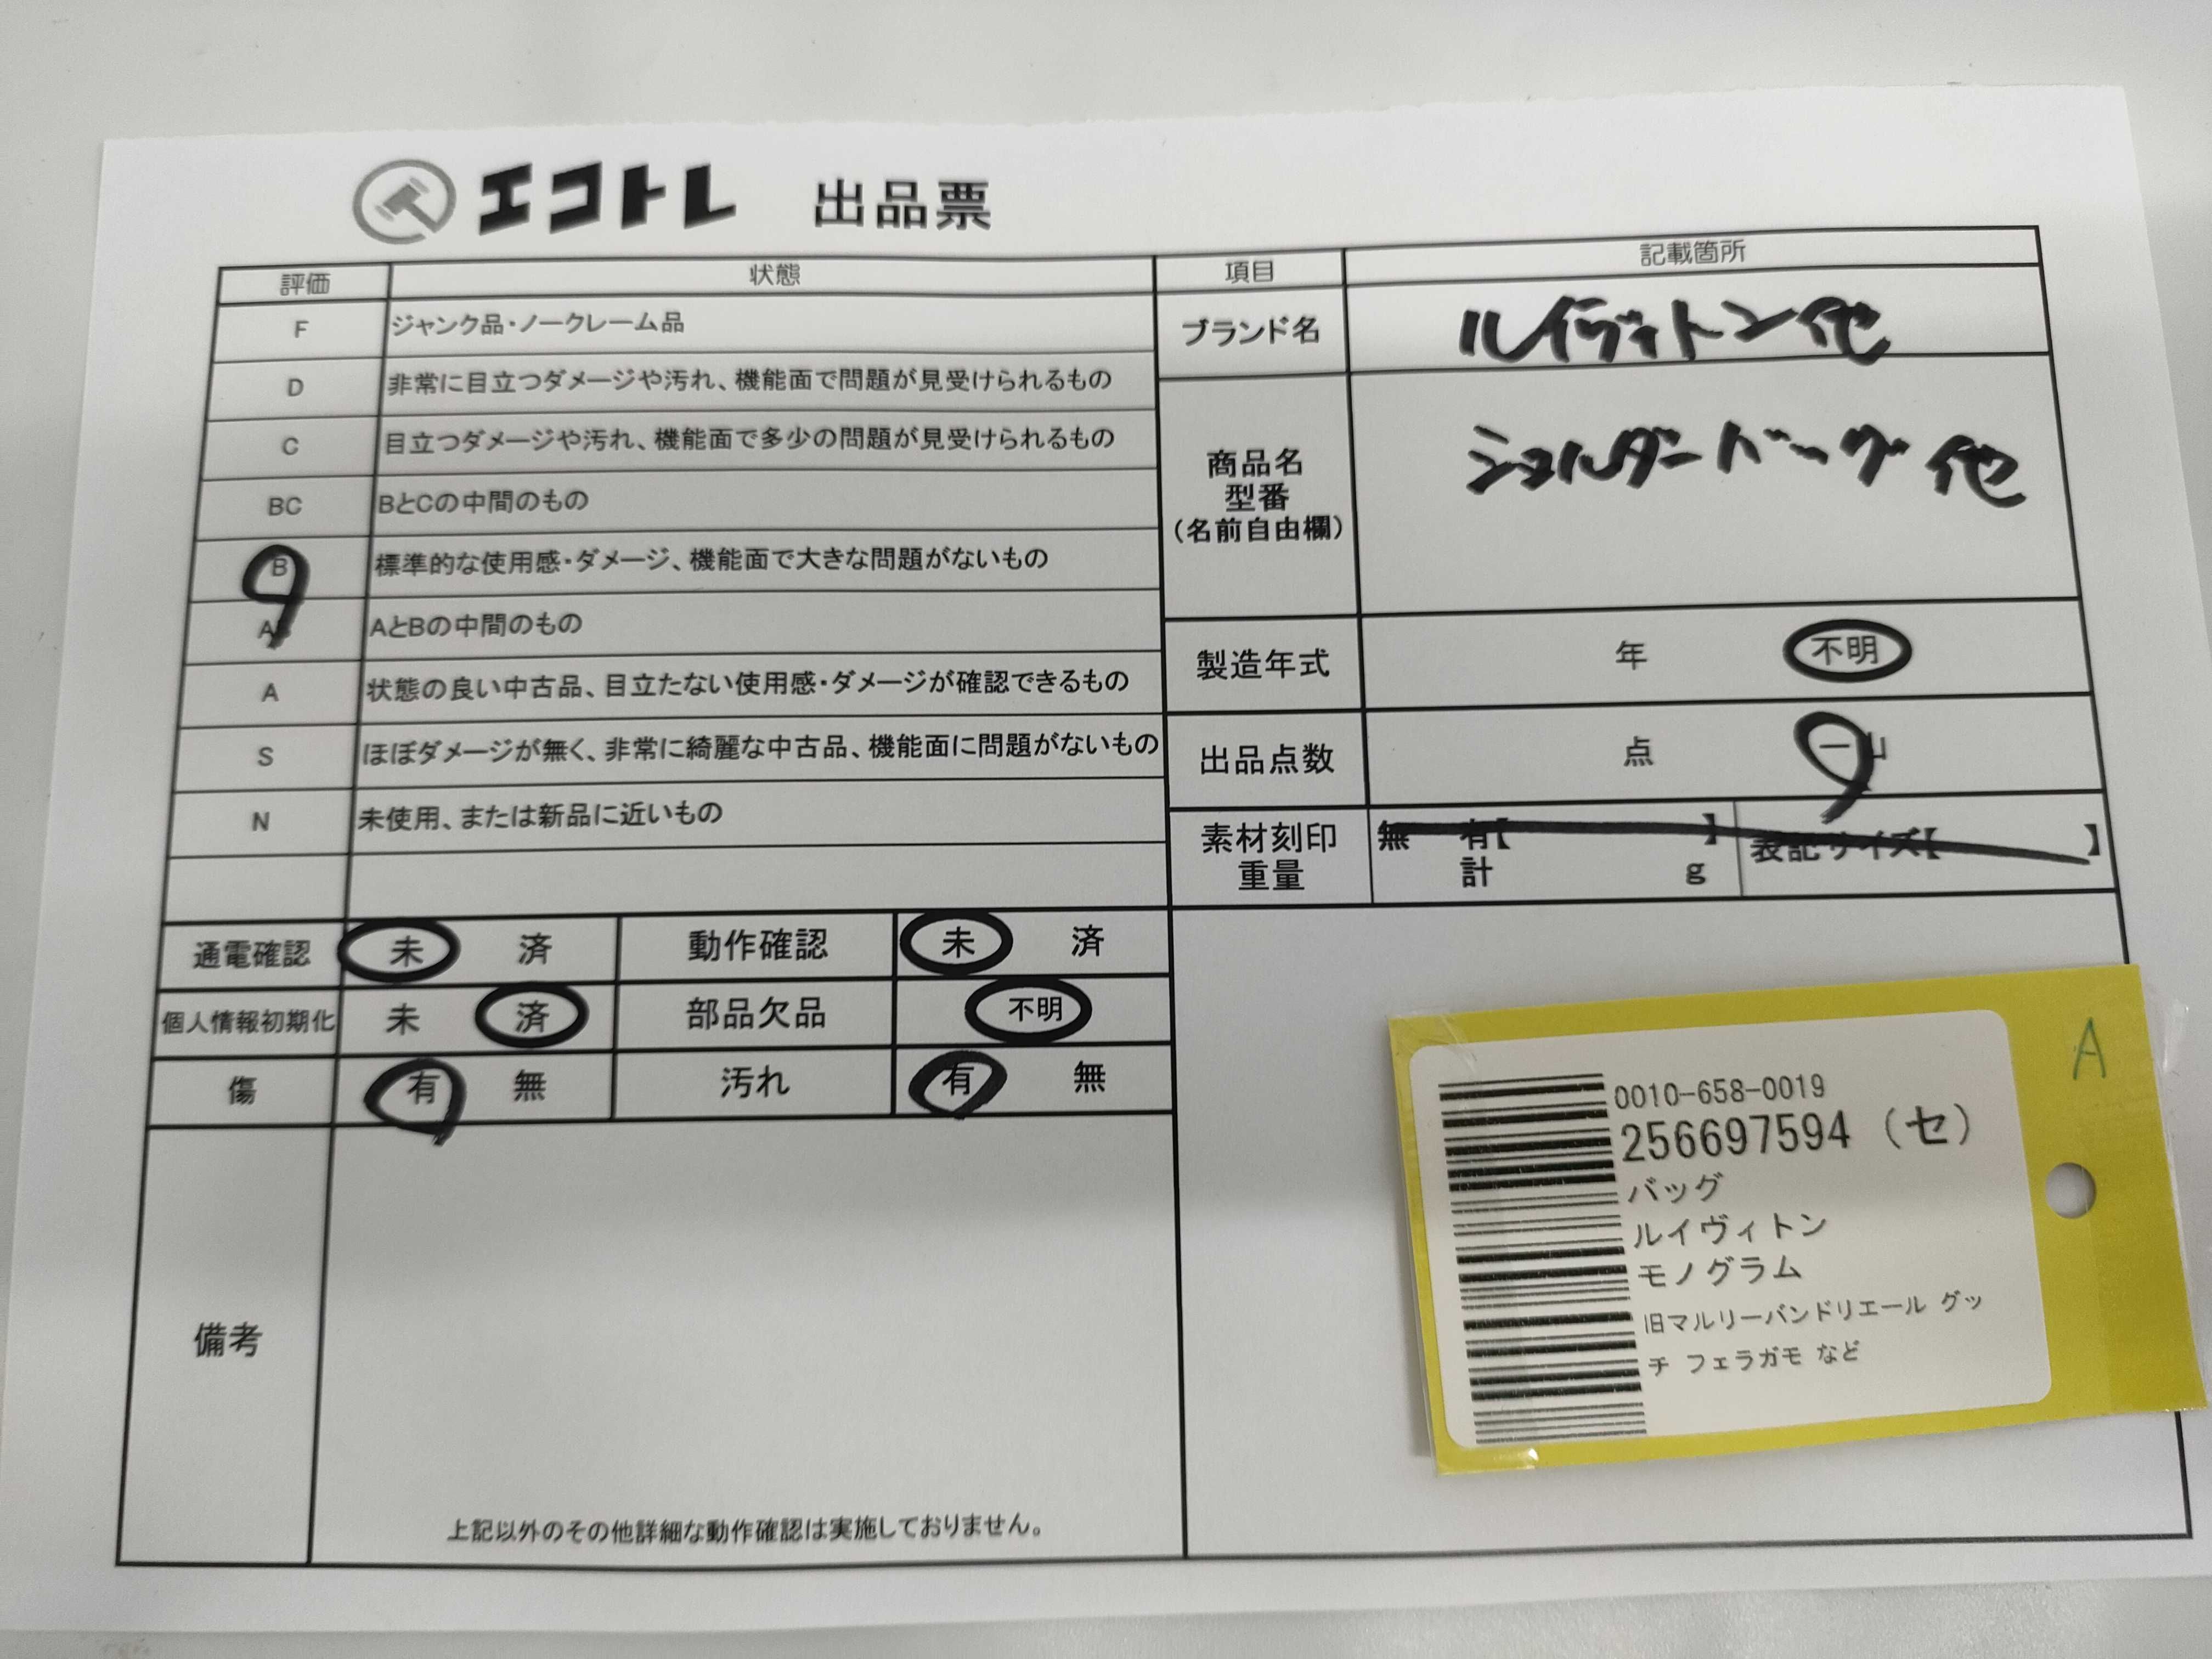 エコトレ 出品票
評価 状態
F ジャンク品・ノークレーム品
D 非常に目立つダメージや汚れ、機能面で問題が見受けられるもの
C 目立つダメージや汚れ、機能面で多少の問題が見受けられるもの
BC BとCの中間のもの
B 標準的な使用感・ダメージ、機能面で大きな問題がないもの
AB AとBの中間のもの
A 状態の良い中古品、目立たない使用感・ダメージが確認できるもの
S ほぼダメージが無く、非常に綺麗な中古品、機能面に問題がないもの
N 未使用、または新品に近いもの
項目 記載箇所
ブランド名 ルイヴィトン他
商品名
型番
(名前自由欄)
ショルダーバッグ 他
製造年式 年 不明
出品点数 点 一山
素材刻印 無 有【 】 表記サイズ【 】
重量 計 g
通電確認 未 済 動作確認 未 済
個人情報初期化 未 済 部品欠品 不明
傷 有 無 汚れ 有 無
備考
上記以外のその他詳細な動作確認は実施しておりません。
A
0010-658-0019
256697594 (セ)
バッグ
ルイヴィトン
モノグラム
旧マルリーバンドリエール グッ
チ フェラガモ など